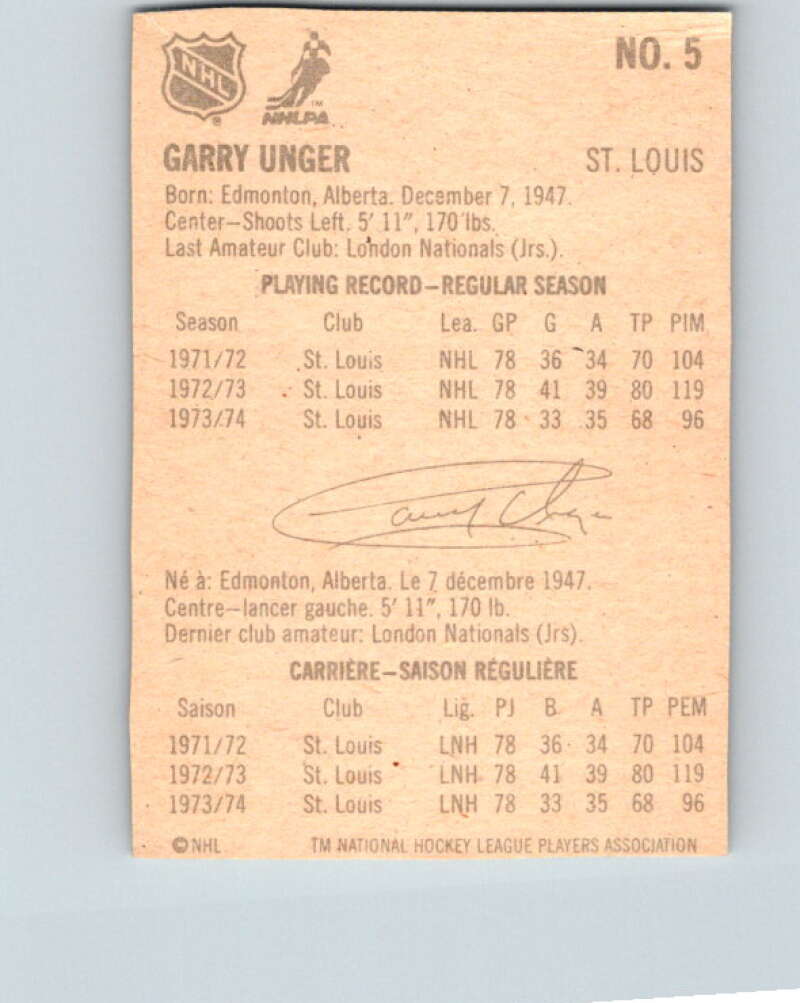 NHL
NHLPA TM
NO. 5
GARRY UNGER ST. LOUIS
Born: Edmonton, Alberta. December 7, 1947.
Center—Shoots Left. 5' 11", 170 lbs.
Last Amateur Club: London Nationals (Jrs.).
PLAYING RECORD—REGULAR SEASON
Season Club Lea. GP G A TP PIM
1971/72 St. Louis NHL 78 36 34 70 104
1972/73 St. Louis NHL 78 41 39 80 119
1973/74 St. Louis NHL 78 33 35 68 96
Garry Unger
Né à: Edmonton, Alberta. Le 7 décembre 1947.
Centre—lancer gauche. 5' 11", 170 lb.
Dernier club amateur: London Nationals (Jrs).
CARRIÈRE—SAISON RÉGULIÈRE
Saison Club Lig. PJ B A TP PEM
1971/72 St. Louis LNH 78 36 34 70 104
1972/73 St. Louis LNH 78 41 39 80 119
1973/74 St. Louis LNH 78 33 35 68 96
© NHL TM NATIONAL HOCKEY LEAGUE PLAYERS ASSOCIATION